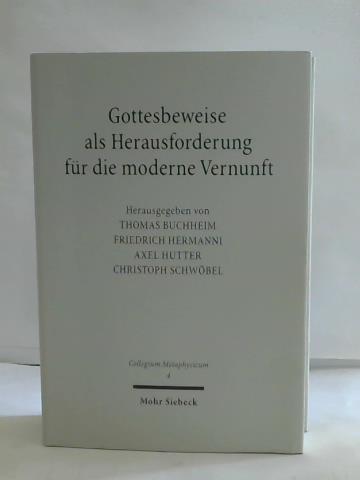 Gottesbeweise
als Herausforderung
für die moderne Vernunft
Herausgegeben von
THOMAS BUCHHEIM
FRIEDRICH HERMANNI
AXEL HUTTER
CHRISTOPH SCHWÖBEL
Collegium Metaphysicum
4
Mohr Siebeck